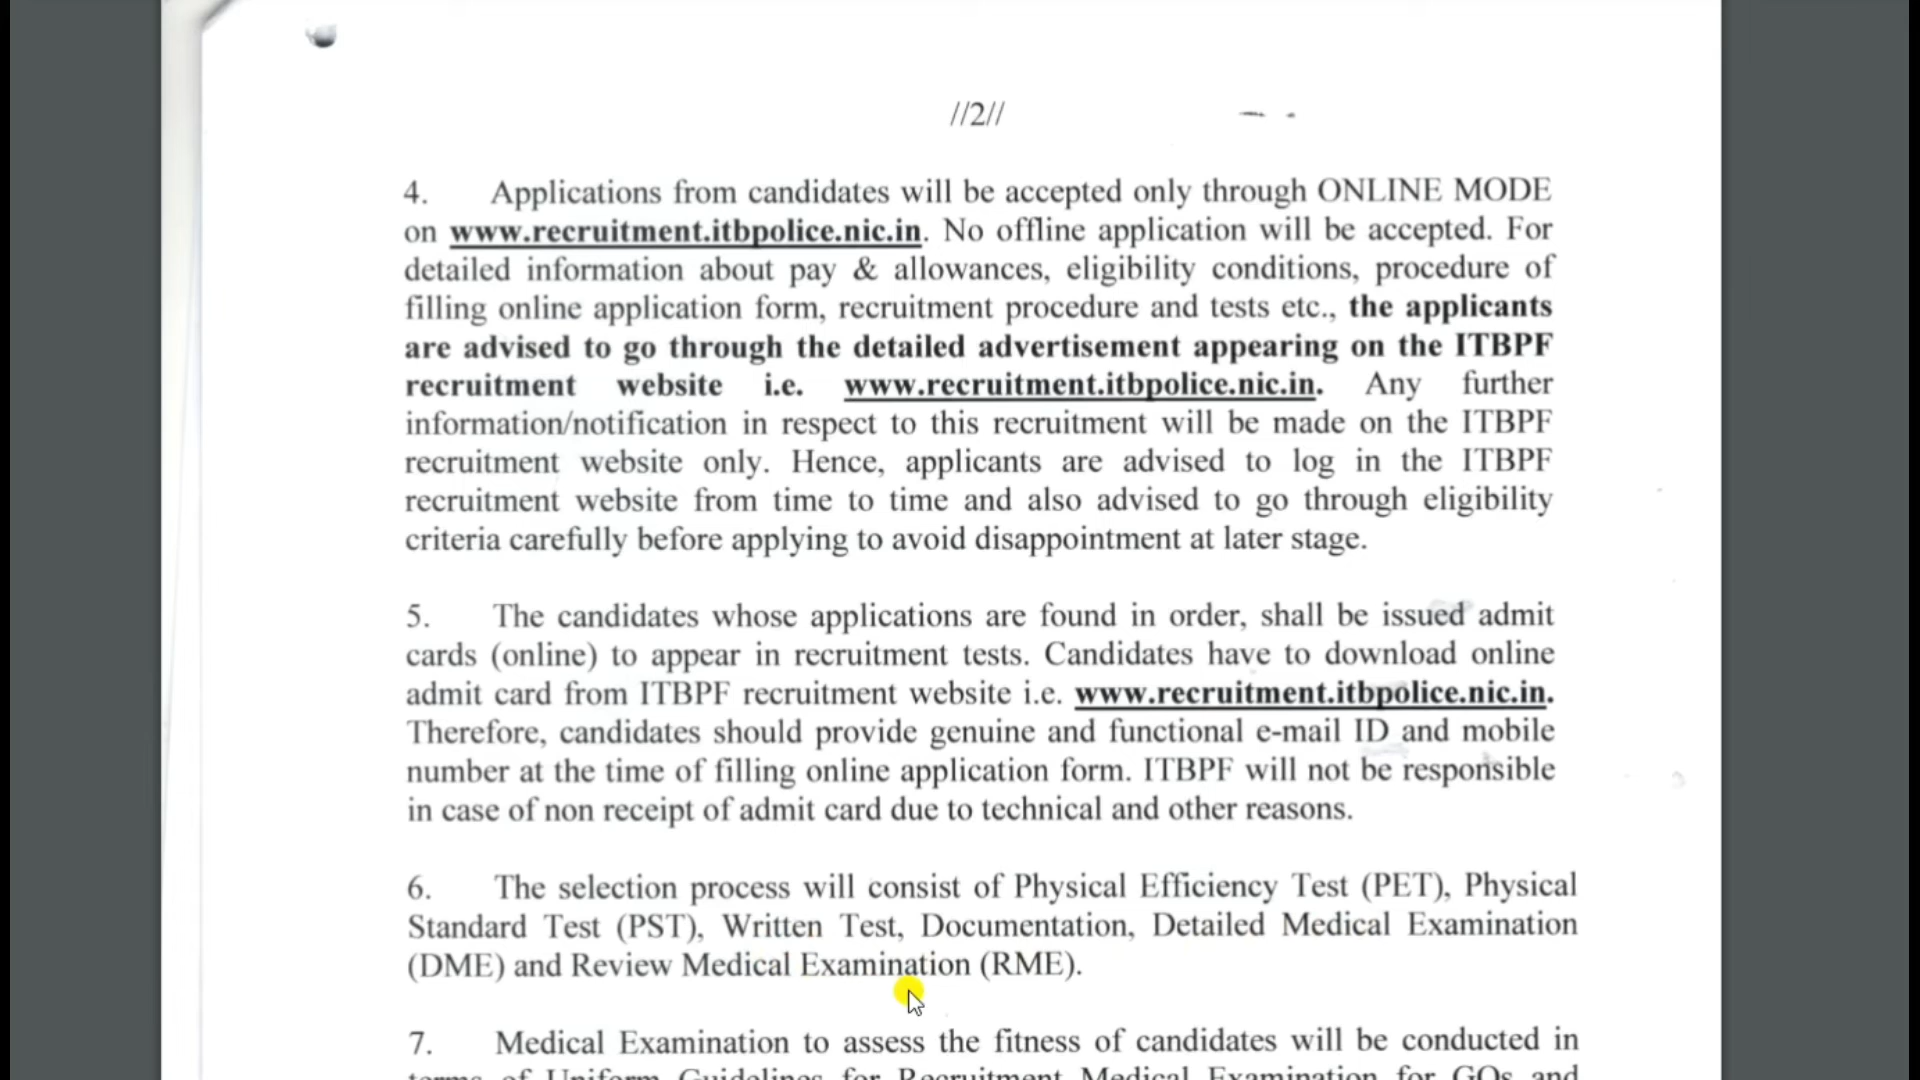 //2//
4. Applications from candidates will be accepted only through ONLINE MODE
on www.recruitment.itbpolice.nic.in. No offline application will be accepted. For
detailed information about pay & allowances, eligibility conditions, procedure of
filling online application form, recruitment procedure and tests etc., the applicants
are advised to go through the detailed advertisement appearing on the ITBPF
recruitment website i.e. www.recruitment.itbpolice.nic.in. Any further
information/notification in respect to this recruitment will be made on the ITBPF
recruitment website only. Hence, applicants are advised to log in the ITBPF
recruitment website from time to time and also advised to go through eligibility
criteria carefully before applying to avoid disappointment at later stage.
5. The candidates whose applications are found in order, shall be issued admit
cards (online) to appear in recruitment tests. Candidates have to download online
admit card from ITBPF recruitment website i.e. www.recruitment.itbpolice.nic.in.
Therefore, candidates should provide genuine and functional e-mail ID and mobile
number at the time of filling online application form. ITBPF will not be responsible
in case of non receipt of admit card due to technical and other reasons.
6. The selection process will consist of Physical Efficiency Test (PET), Physical
Standard Test (PST), Written Test, Documentation, Detailed Medical Examination
(DME) and Review Medical Examination (RME).
7. Medical Examination to assess the fitness of candidates will be conducted in
terms of Uniform Guidelines for Recruitment Medical Examination for GOs and